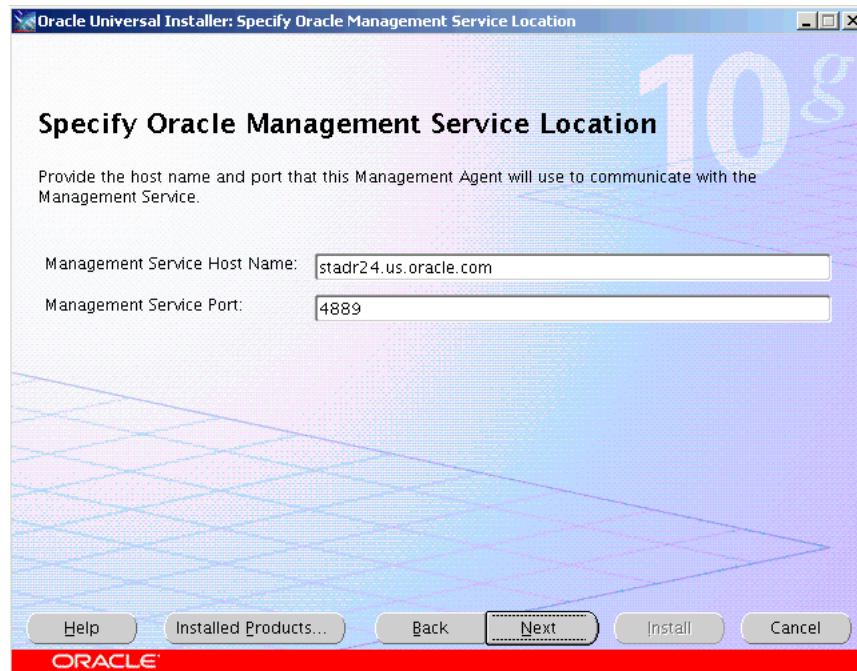 Oracle Universal Installer: Specify Oracle Management Service Location
10g
Specify Oracle Management Service Location
Provide the host name and port that this Management Agent will use to communicate with the
Management Service.
Management Service Host Name: stadr24.us.oracle.com
Management Service Port: 4889
Help Installed Products... Back Next Install Cancel
ORACLE